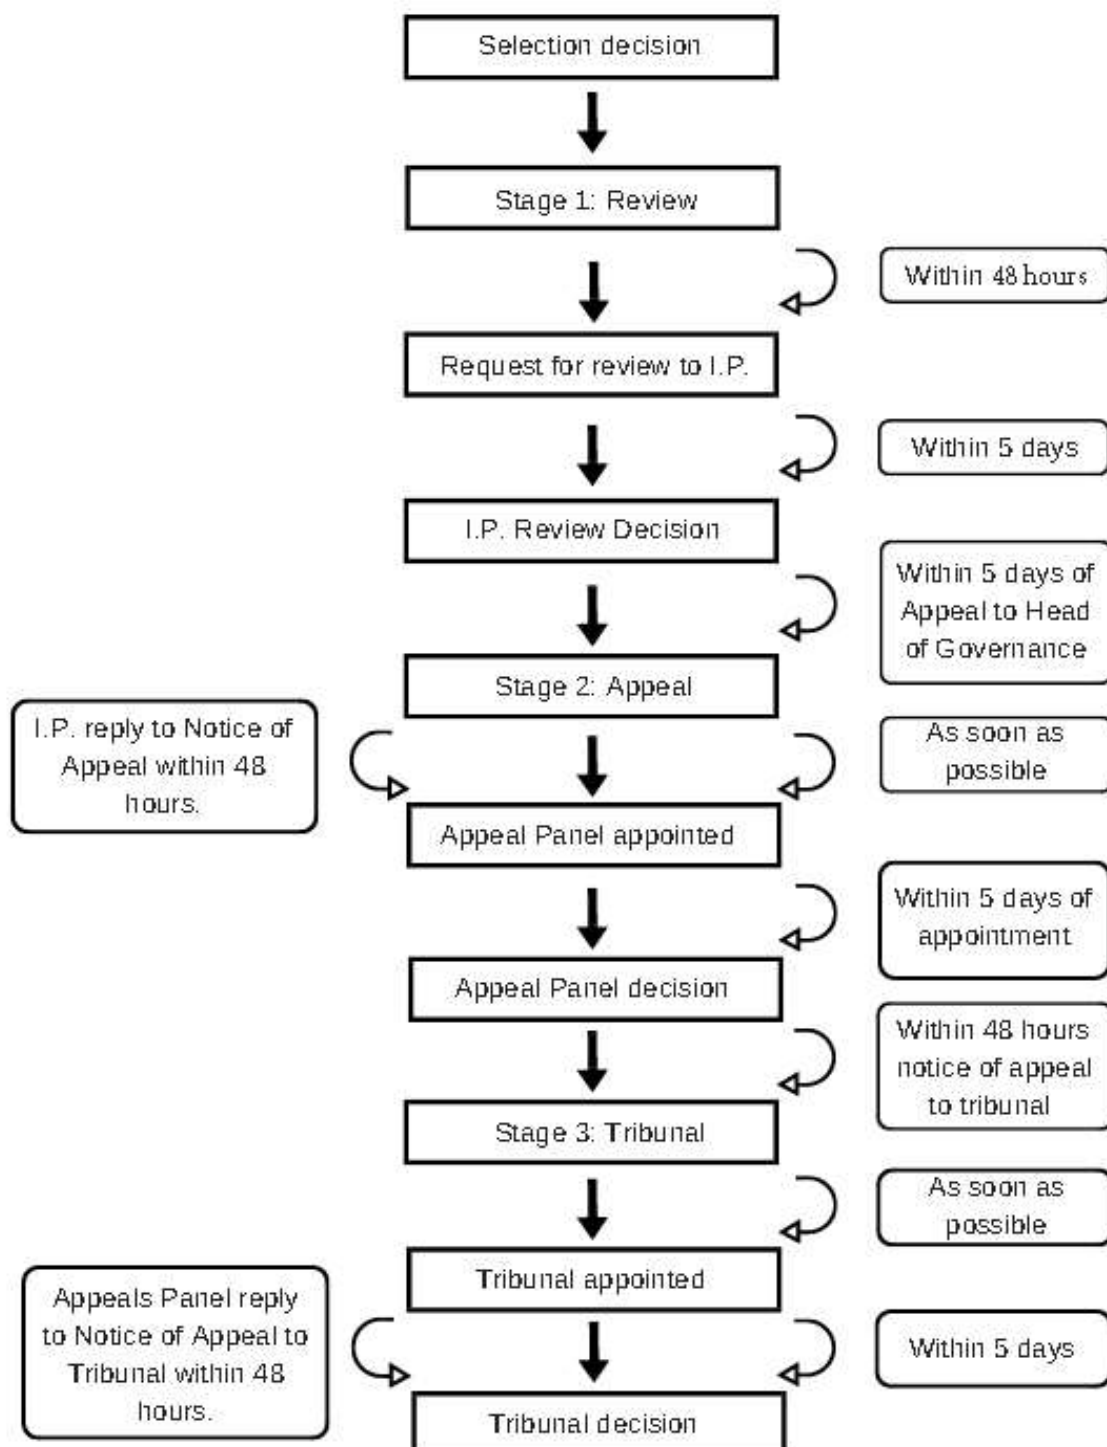 Selection decision
Stage 1: Review
Within 48 hours
Request for review to I.P.
Within 5 days
I.P. Review Decision
Within 5 days of
Appeal to Head
of Governance
Stage 2: Appeal
I.P. reply to Notice of
Appeal within 48
hours.
As soon as
possible
Appeal Panel appointed
Within 5 days of
appointment
Appeal Panel decision
Within 48 hours
notice of appeal
to tribunal
Stage 3: Tribunal
As soon as
possible
Tribunal appointed
Appeals Panel reply
to Notice of Appeal to
Tribunal within 48
hours.
Within 5 days
Tribunal decision